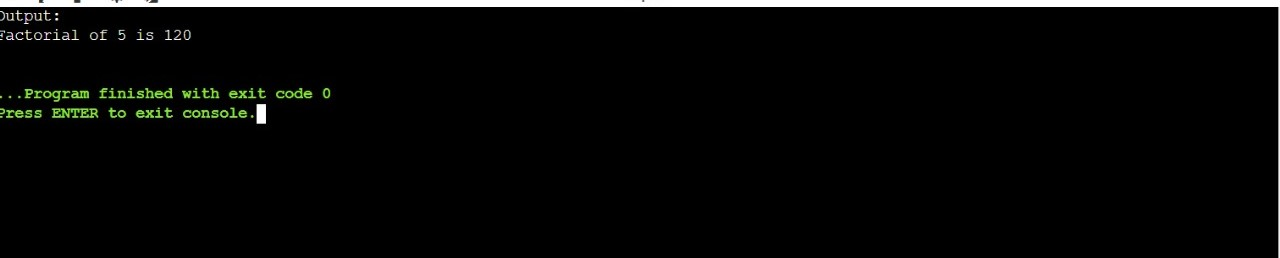 Output:
Factorial of 5 is 120
...Program finished with exit code 0
Press ENTER to exit console.